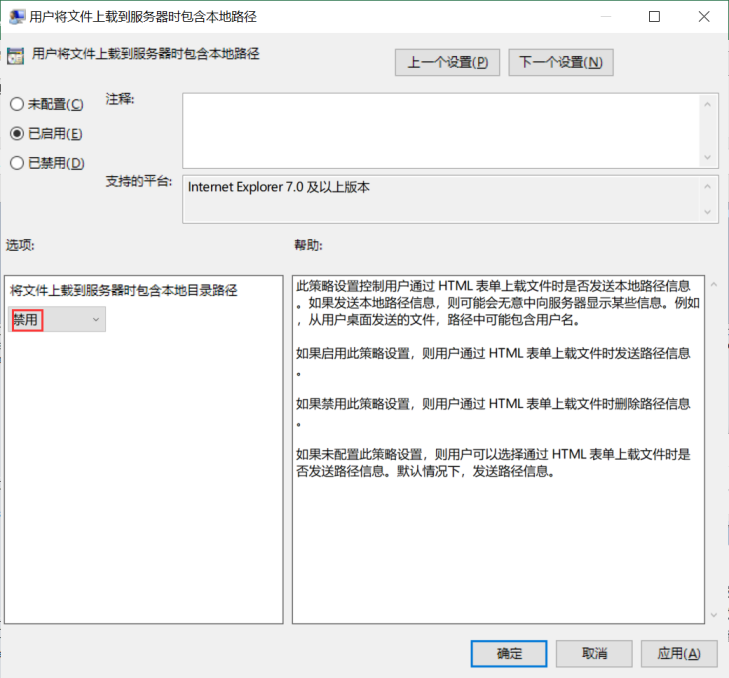 用户将文件上载到服务器时包含本地路径
用户将文件上载到服务器时包含本地路径
上一个设置(P)
下一个设置(N)
未配置(C)
注释:
已启用(E)
已禁用(D)
支持的平台:
Internet Explorer 7.0 及以上版本
选项:
帮助:
将文件上载到服务器时包含本地目录路径
禁用
此策略设置控制用户通过 HTML 表单上载文件时是否发送本地路径信息
。如果发送本地路径信息，则可能会无意中向服务器显示某些信息。例如
，从用户桌面发送的文件，路径中可能包含用户名。
如果启用此策略设置，则用户通过 HTML 表单上载文件时发送路径信息
。
如果禁用此策略设置，则用户通过 HTML 表单上载文件时删除路径信息
。
如果未配置此策略设置，则用户可以选择通过 HTML 表单上载文件时是
否发送路径信息。默认情况下，发送路径信息。
确定
取消
应用(A)